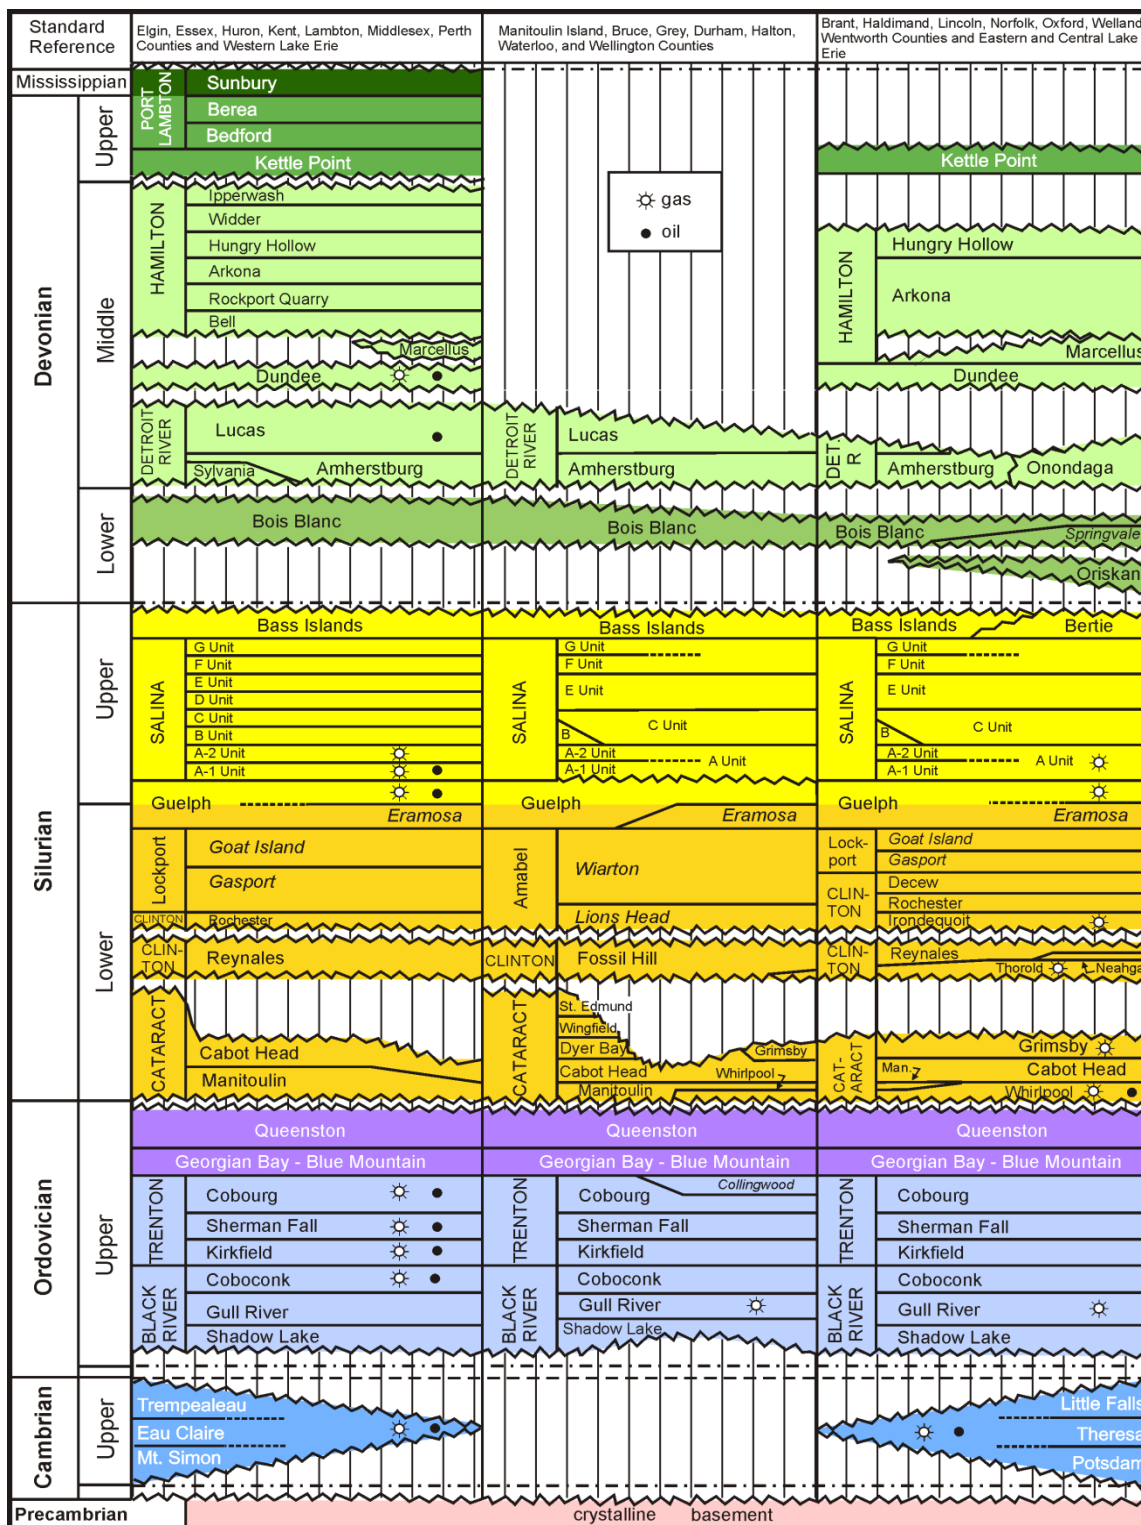 Standard
Reference
Elgin, Essex, Huron, Kent, Lambton, Middlesex, Perth
Counties and Western Lake Erie
Manitoulin Island, Bruce, Grey, Durham, Halton,
Waterloo, and Wellington Counties
Brant, Haldimand, Lincoln, Norfolk, Oxford, Welland
Wentworth Counties and Eastern and Central Lake
Erie
Mississippian
Devonian
Upper
Middle
Lower
Silurian
Upper
Lower
Ordovician
Upper
Cambrian
Upper
Precambrian
PORT
LAMBTON
Sunbury
Berea
Bedford
Kettle Point
HAMILTON
Ipperwash
Widder
Hungry Hollow
Arkona
Rockport Quarry
Bell
Marcellus
Dundee
DETROIT
RIVER
Lucas
Sylvania
Amherstburg
Bois Blanc
Bass Islands
SALINA
G Unit
F Unit
E Unit
D Unit
C Unit
B Unit
A-2 Unit
A-1 Unit
Guelph
Eramosa
Lockport
Goat Island
Gasport
CLINTON
Rochester
CLIN-
TON
Reynales
CATARACT
Cabot Head
Manitoulin
Queenston
Georgian Bay - Blue Mountain
TRENTON
Cobourg
Sherman Fall
Kirkfield
BLACK
RIVER
Coboconk
Gull River
Shadow Lake
Trempealeau
Eau Claire
Mt. Simon
gas
oil
DETROIT
RIVER
Lucas
Amherstburg
Bois Blanc
Bass Islands
SALINA
G Unit
F Unit
E Unit
C Unit
B
A-2 Unit
A Unit
A-1 Unit
Guelph
Eramosa
Amabel
Wiarton
Lions Head
CLINTON
Fossil Hill
CATARACT
St. Edmund
Wingfield
Dyer Bay
Grimsby
Cabot Head
Whirlpool
Manitoulin
Queenston
Georgian Bay - Blue Mountain
TRENTON
Collingwood
Cobourg
Sherman Fall
Kirkfield
BLACK
RIVER
Coboconk
Gull River
Shadow Lake
Kettle Point
HAMILTON
Hungry Hollow
Arkona
Marcellus
Dundee
DET.
R
Amherstburg
Onondaga
Bois Blanc
Springvale
Oriskan
Bass Islands
Bertie
SALINA
G Unit
F Unit
E Unit
C Unit
B
A-2 Unit
A Unit
A-1 Unit
Guelph
Eramosa
Lock-
port
Goat Island
Gasport
CLIN-
TON
Decew
Rochester
Irondequoit
CLIN-
TON
Reynales
Thorold
Neahga
CAT-
ARACT
Grimsby
Man.
Cabot Head
Whirlpool
Queenston
Georgian Bay - Blue Mountain
TRENTON
Cobourg
Sherman Fall
Kirkfield
BLACK
RIVER
Coboconk
Gull River
Shadow Lake
Little Falls
Theresa
Potsdam
crystalline basement